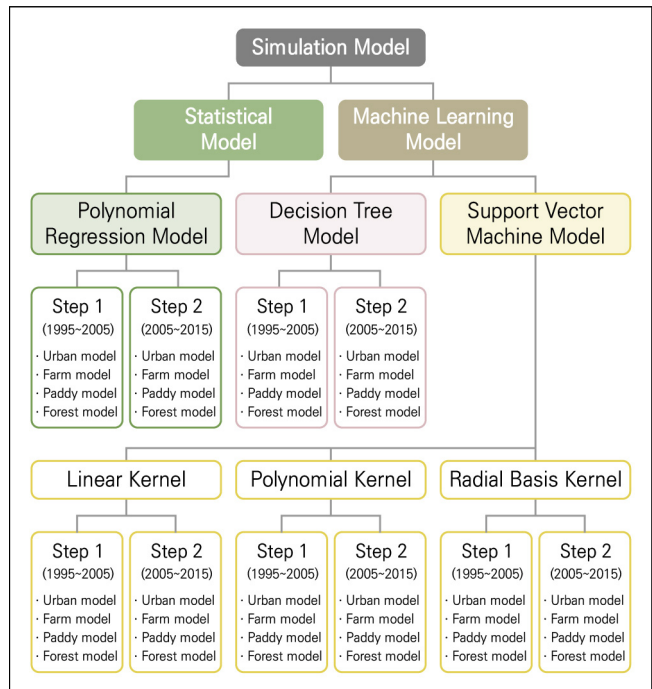 Simulation Model
Statistical
Model
Machine Learning
Model
Polynomial
Regression Model
Decision Tree
Model
Support Vector
Machine Model
Step 1
(1995~2005)
· Urban model
· Farm model
· Paddy model
· Forest model
Step 2
(2005~2015)
· Urban model
· Farm model
· Paddy model
· Forest model
Step 1
(1995~2005)
· Urban model
· Farm model
· Paddy model
· Forest model
Step 2
(2005~2015)
· Urban model
· Farm model
· Paddy model
· Forest model
Linear Kernel
Polynomial Kernel
Radial Basis Kernel
Step 1
(1995~2005)
· Urban model
· Farm model
· Paddy model
· Forest model
Step 2
(2005~2015)
· Urban model
· Farm model
· Paddy model
· Forest model
Step 1
(1995~2005)
· Urban model
· Farm model
· Paddy model
· Forest model
Step 2
(2005~2015)
· Urban model
· Farm model
· Paddy model
· Forest model
Step 1
(1995~2005)
· Urban model
· Farm model
· Paddy model
· Forest model
Step 2
(2005~2015)
· Urban model
· Farm model
· Paddy model
· Forest model